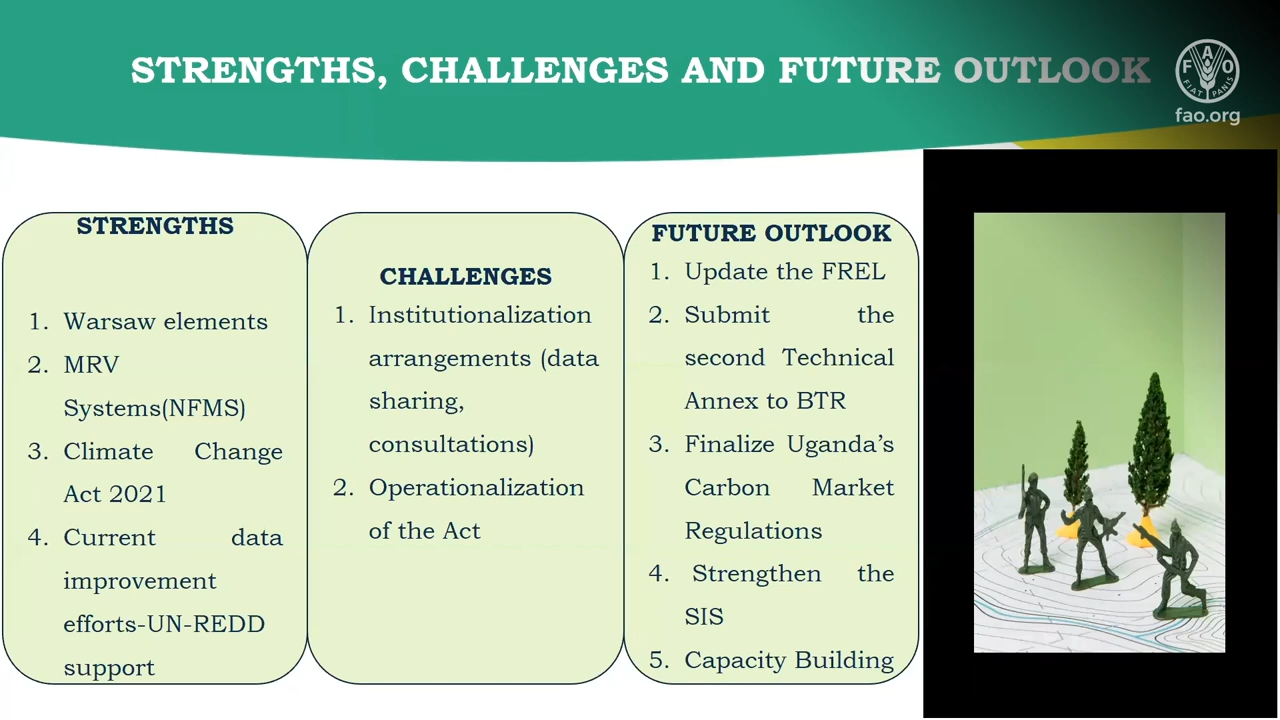 STRENGTHS, CHALLENGES AND FUTURE OUTLOOK
F A O
FIAT PANIS
fao.org
STRENGTHS
1. Warsaw elements
2. MRV
Systems(NFMS)
3. Climate Change
Act 2021
4. Current data
improvement
efforts-UN-REDD
support
CHALLENGES
1. Institutionalization
arrangements (data
sharing,
consultations)
2. Operationalization
of the Act
FUTURE OUTLOOK
1. Update the FREL
2. Submit the
second Technical
Annex to BTR
3. Finalize Uganda's
Carbon Market
Regulations
4. Strengthen the
SIS
5. Capacity Building